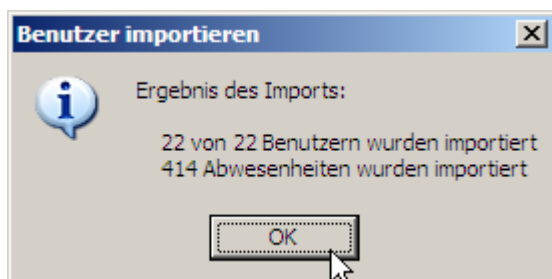 Benutzer importieren
Ergebnis des Imports:
22 von 22 Benutzern wurden importiert
414 Abwesenheiten wurden importiert
OK